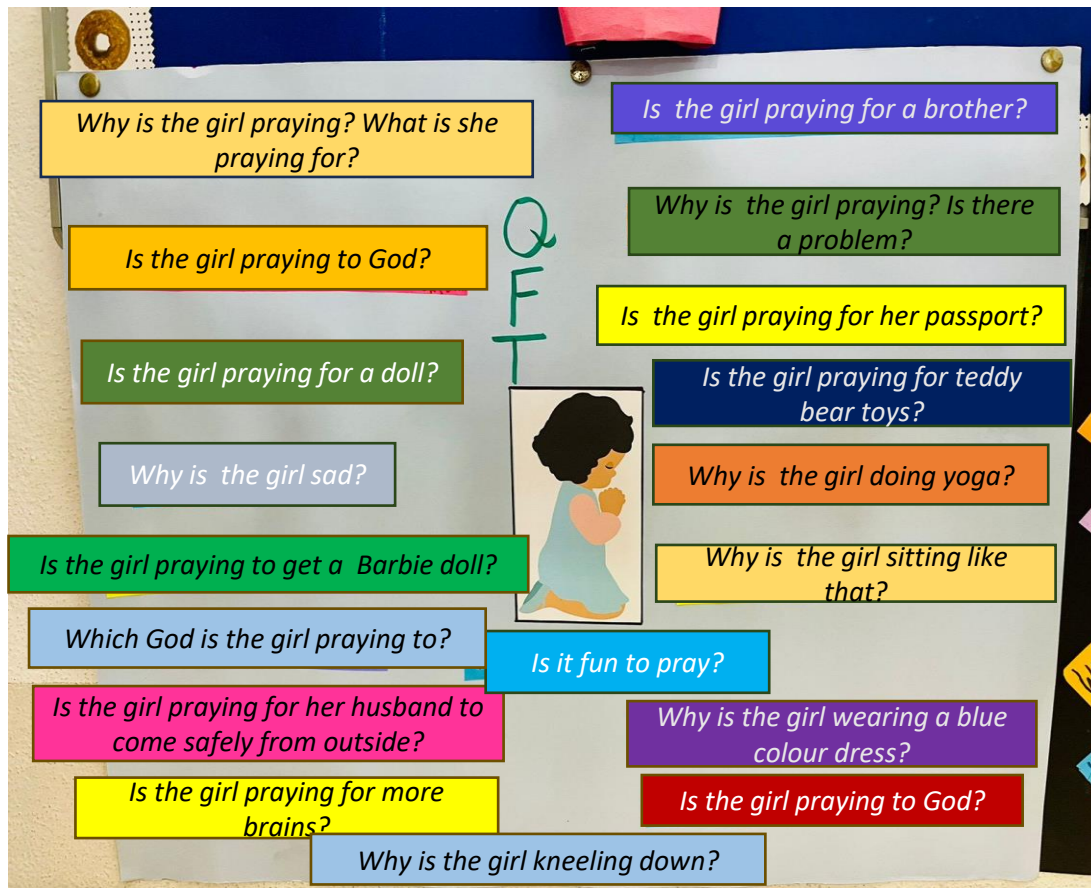 Why is the girl praying? What is she
praying for?
Is the girl praying to God?
Is the girl praying for a doll?
Why is the girl sad?
Is the girl praying to get a Barbie doll?
Which God is the girl praying to?
Is the girl praying for her husband to
come safely from outside?
Is the girl praying for more
brains?
Why is the girl kneeling down?
Q
F
T
Is it fun to pray?
Is the girl praying for a brother?
Why is the girl praying? Is there
a problem?
Is the girl praying for her passport?
Is the girl praying for teddy
bear toys?
Why is the girl doing yoga?
Why is the girl sitting like
that?
Why is the girl wearing a blue
colour dress?
Is the girl praying to God?